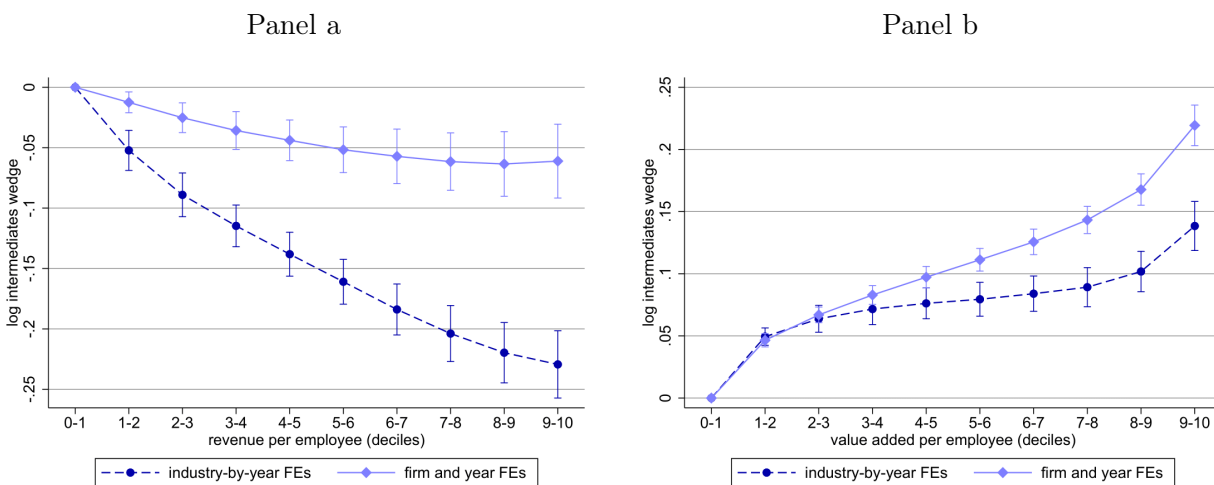 Panel a
Panel b
log intermediates wedge
0
-.05
-.1
-.15
-.2
-.25
0-1 1-2 2-3 3-4 4-5 5-6 6-7 7-8 8-9 9-10
revenue per employee (deciles)
industry-by-year FEs firm and year FEs
log intermediates wedge
.25
.2
.15
.1
.05
0
0-1 1-2 2-3 3-4 4-5 5-6 6-7 7-8 8-9 9-10
value added per employee (deciles)
industry-by-year FEs firm and year FEs